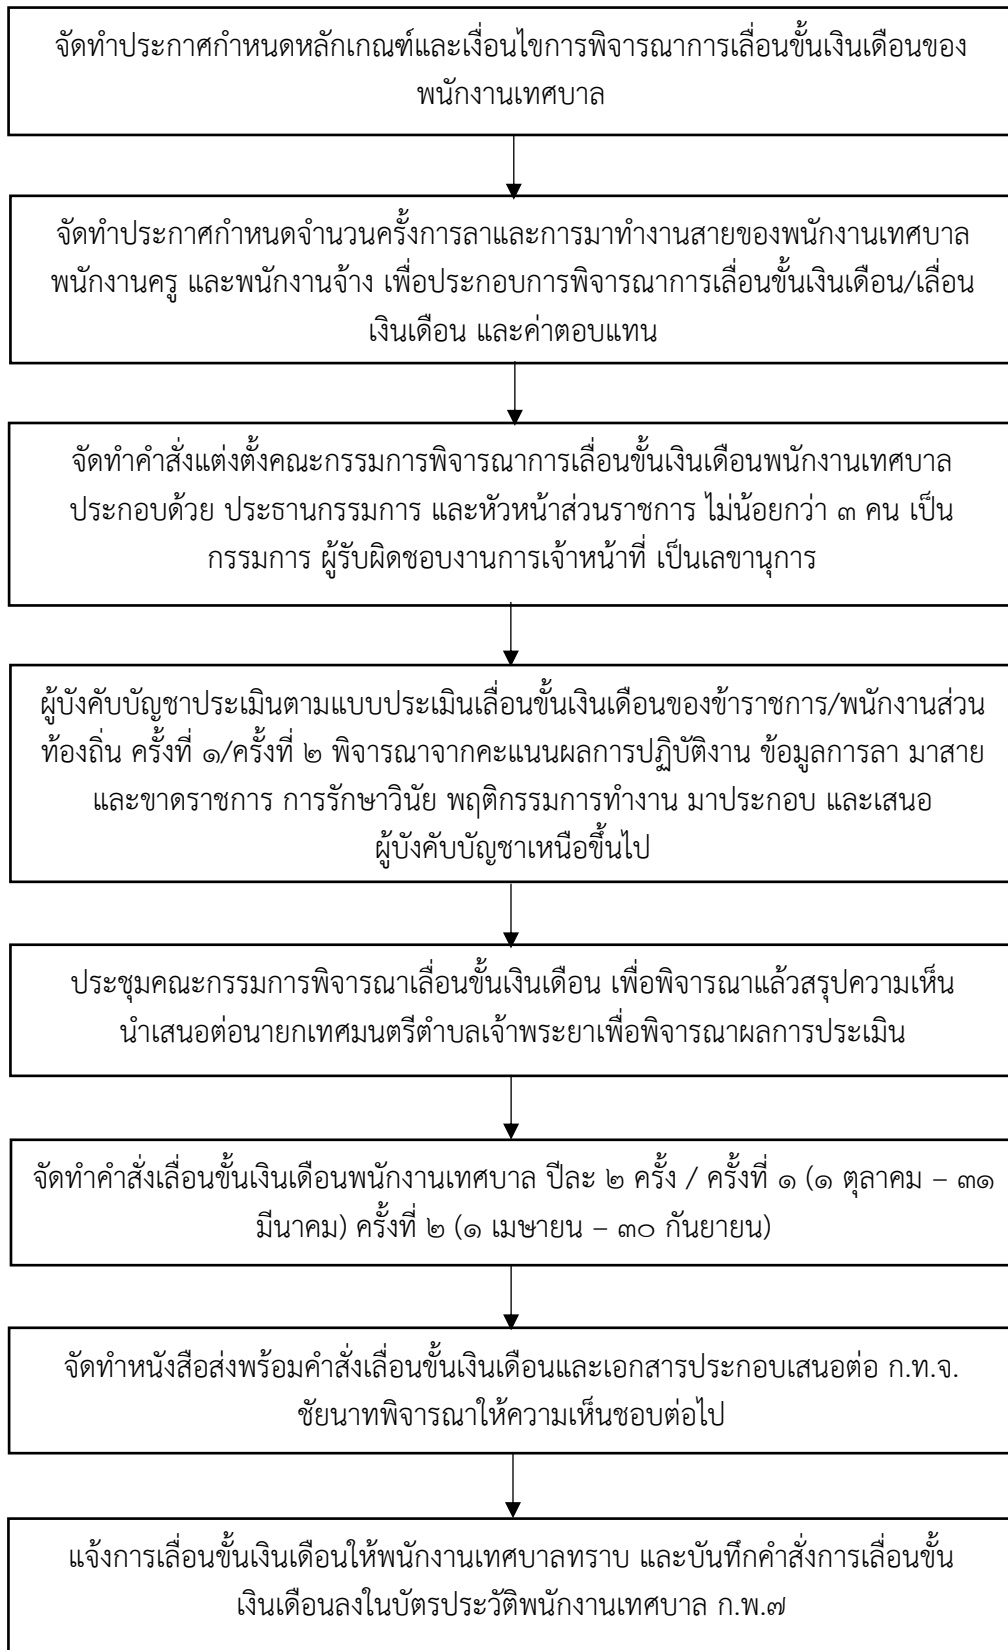 จัดทำประกาศกำหนดหลักเกณฑ์และเงื่อนไขการพิจารณาการเลื่อนขั้นเงินเดือนของ
พนักงานเทศบาล
จัดทำประกาศกำหนดจำนวนครั้งการลาและการมาทำงานสายของพนักงานเทศบาล
พนักงานครู และพนักงานจ้าง เพื่อประกอบการพิจารณาการเลื่อนขั้นเงินเดือน/เลื่อน
เงินเดือน และค่าตอบแทน
จัดทำคำสั่งแต่งตั้งคณะกรรมการพิจารณาการเลื่อนขั้นเงินเดือนพนักงานเทศบาล
ประกอบด้วย ประธานกรรมการ และหัวหน้าส่วนราชการ ไม่น้อยกว่า ๓ คน เป็น
กรรมการ ผู้รับผิดชอบงานการเจ้าหน้าที่ เป็นเลขานุการ
ผู้บังคับบัญชาประเมินตามแบบประเมินเลื่อนขั้นเงินเดือนของข้าราชการ/พนักงานส่วน
ท้องถิ่น ครั้งที่ ๑/ครั้งที่ ๒ พิจารณาจากคะแนนผลการปฏิบัติงาน ข้อมูลการลา มาสาย
และขาดราชการ การรักษาวินัย พฤติกรรมการทำงาน มาประกอบ และเสนอ
ผู้บังคับบัญชาเหนือขึ้นไป
ประชุมคณะกรรมการพิจารณาเลื่อนขั้นเงินเดือน เพื่อพิจารณาแล้วสรุปความเห็น
นำเสนอต่อนายกเทศมนตรีตำบลเจ้าพระยาเพื่อพิจารณาผลการประเมิน
จัดทำคำสั่งเลื่อนขั้นเงินเดือนพนักงานเทศบาล ปีละ ๒ ครั้ง / ครั้งที่ ๑ (๑ ตุลาคม – ๓๑
มีนาคม) ครั้งที่ ๒ (๑ เมษายน – ๓๐ กันยายน)
จัดทำหนังสือส่งพร้อมคำสั่งเลื่อนขั้นเงินเดือนและเอกสารประกอบเสนอต่อ ก.ท.จ.
ชัยนาทพิจารณาให้ความเห็นชอบต่อไป
แจ้งการเลื่อนขั้นเงินเดือนให้พนักงานเทศบาลทราบ และบันทึกคำสั่งการเลื่อนขั้น
เงินเดือนลงในบัตรประวัติพนักงานเทศบาล ก.พ.๗